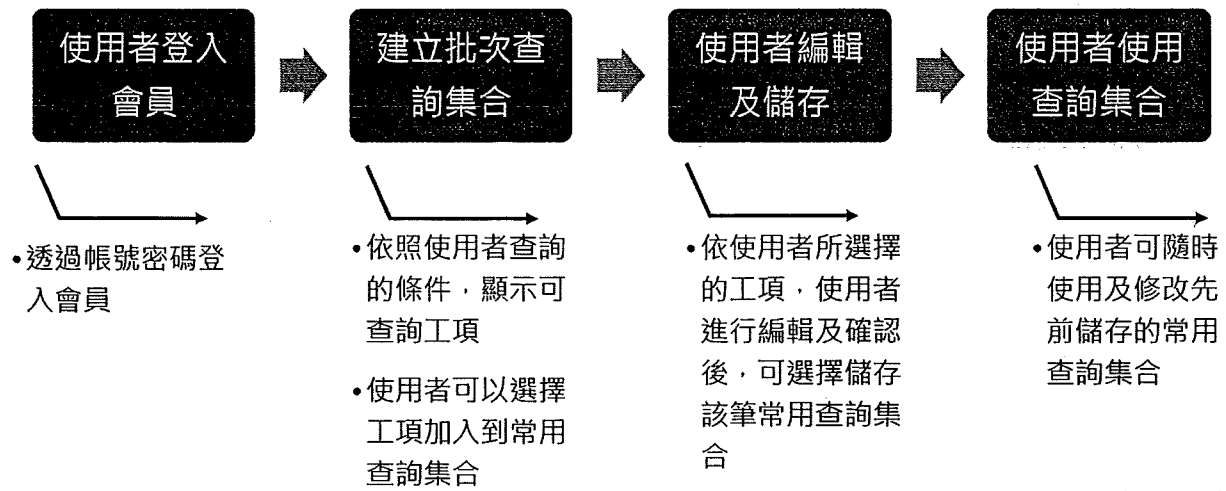 使用者登入
會員
建立批次查
詢集合
使用者編輯
及儲存
使用者使用
查詢集合
•透過帳號密碼登
入會員
•依照使用者查詢
的條件，顯示可
查詢工項
•使用者可以選擇
工項加入到常用
查詢集合
•依使用者所選擇
的工項，使用者
進行編輯及確認
後，可選擇儲存
該筆常用查詢集
合
•使用者可隨時
使用及修改先
前儲存的常用
查詢集合